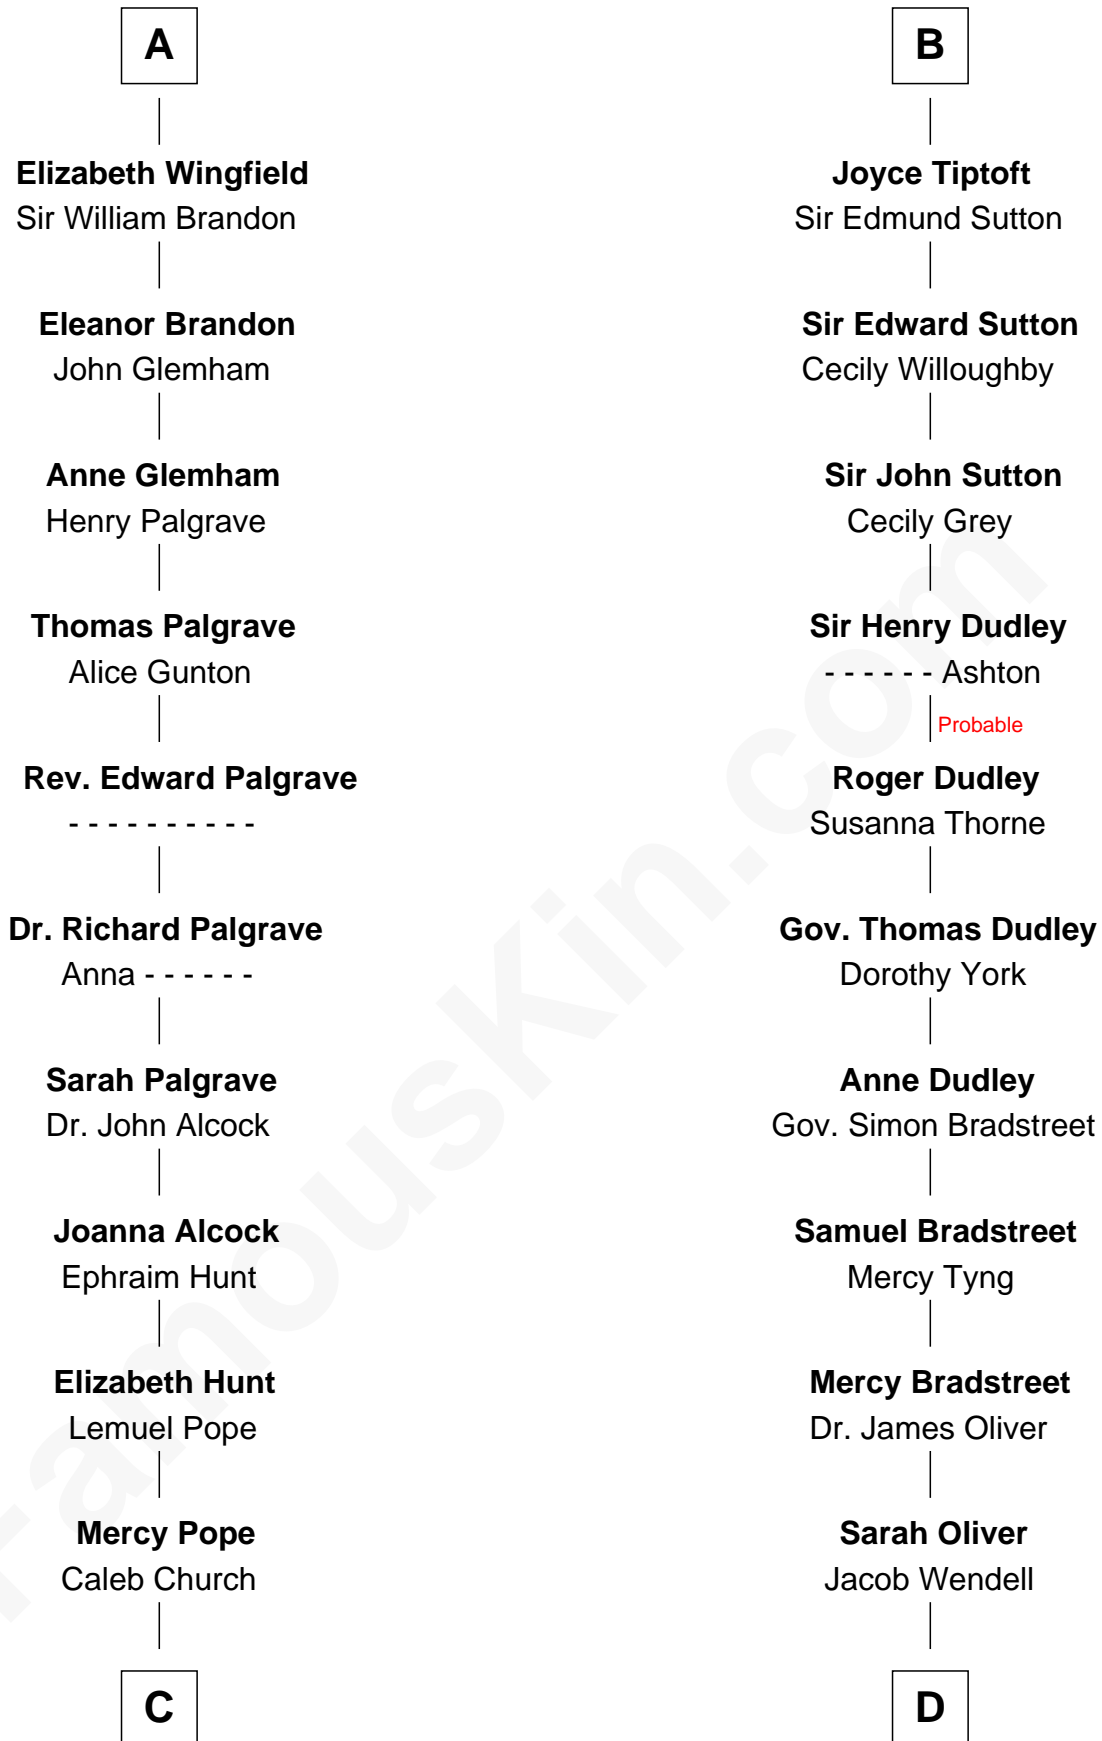 A
Elizabeth Wingfield
Sir William Brandon
Eleanor Brandon
John Glemham
Anne Glemham
Henry Palgrave
Thomas Palgrave
Alice Gunton
Rev. Edward Palgrave
- - - - - - - - - -
Dr. Richard Palgrave
Anna - - - - - -
Sarah Palgrave
Dr. John Alcock
Joanna Alcock
Ephraim Hunt
Elizabeth Hunt
Lemuel Pope
Mercy Pope
Caleb Church
C
B
Joyce Tiptoft
Sir Edmund Sutton
Sir Edward Sutton
Cecily Willoughby
Sir John Sutton
Cecily Grey
Sir Henry Dudley
- - - - - - Ashton
Probable
Roger Dudley
Susanna Thorne
Gov. Thomas Dudley
Dorothy York
Anne Dudley
Gov. Simon Bradstreet
Samuel Bradstreet
Mercy Tyng
Mercy Bradstreet
Dr. James Oliver
Sarah Oliver
Jacob Wendell
D
FamousKin.com